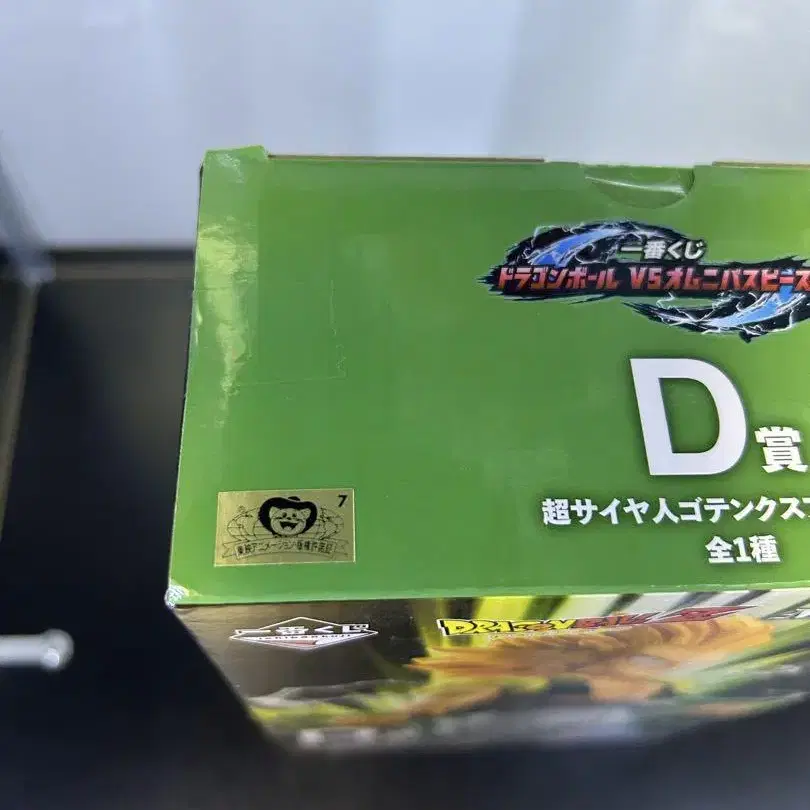 一番くじ
ドラゴンボール VSオムニバスビース
D賞
超サイヤ人ゴテンクス
全1種
7
東映アニメーション・版権許諾証
一番くじ